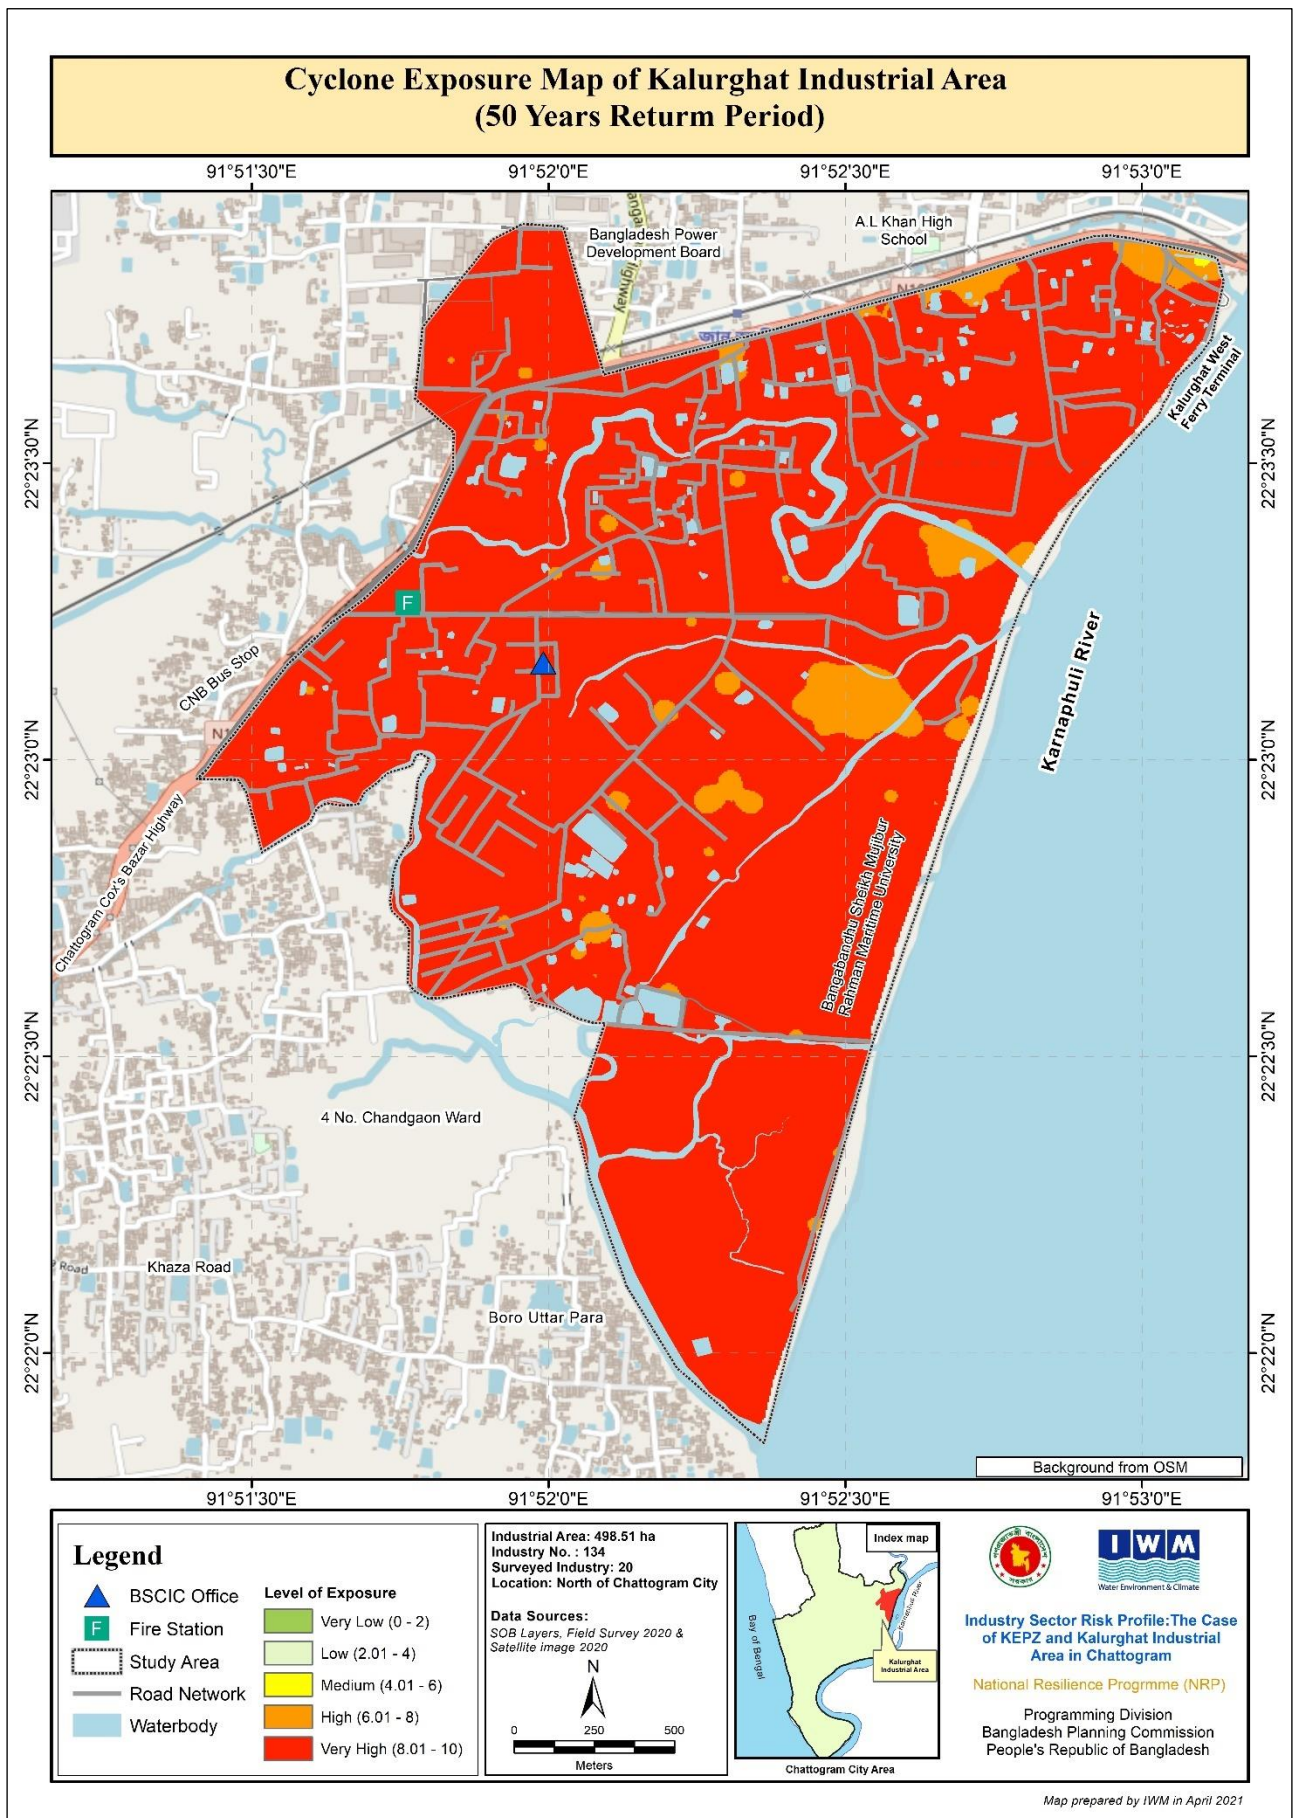 Cyclone Exposure Map of Kalurghat Industrial Area
(50 Years Returm Period)
91°51'30"E
91°52'0"E
91°52'30"E
91°53'0"E
Bangladesh Power
Development Board
A.L Khan High
School
Kalurghat West
Ferry Terminal
22°23'30"N
22°23'30"N
F
CNB Bus Stop
Karnaphuli River
22°23'0"N
22°23'0"N
Chattogram Cox's Bazar Highway
Bangabandhu Sheikh Mujibur
Rahman Maritime University
22°22'30"N
22°22'30"N
4 No. Chandgaon Ward
Khaza Road
Road
Boro Uttar Para
22°22'0"N
22°22'0"N
Background from OSM
91°51'30"E
91°52'0"E
91°52'30"E
91°53'0"E
Legend
BSCIC Office
F
Fire Station
Study Area
Road Network
Waterbody
Level of Exposure
Very Low (0 - 2)
Low (2.01 - 4)
Medium (4.01 - 6)
High (6.01 - 8)
Very High (8.01 - 10)
Industrial Area: 498.51 ha
Industry No. : 134
Surveyed Industry: 20
Location: North of Chattogram City
Data Sources:
SOB Layers, Field Survey 2020 &
Satellite image 2020
N
0 250 500
Meters
Index map
Bay of Bengal
Karnaphuli River
Kalurghat
Industrial Area
Chattogram City Area
IWM
Water Environment & Climate
Industry Sector Risk Profile:The Case
of KEPZ and Kalurghat Industrial
Area in Chattogram
National Resilience Progrmme (NRP)
Programming Division
Bangladesh Planning Commission
People's Republic of Bangladesh
Map prepared by IWM in April 2021